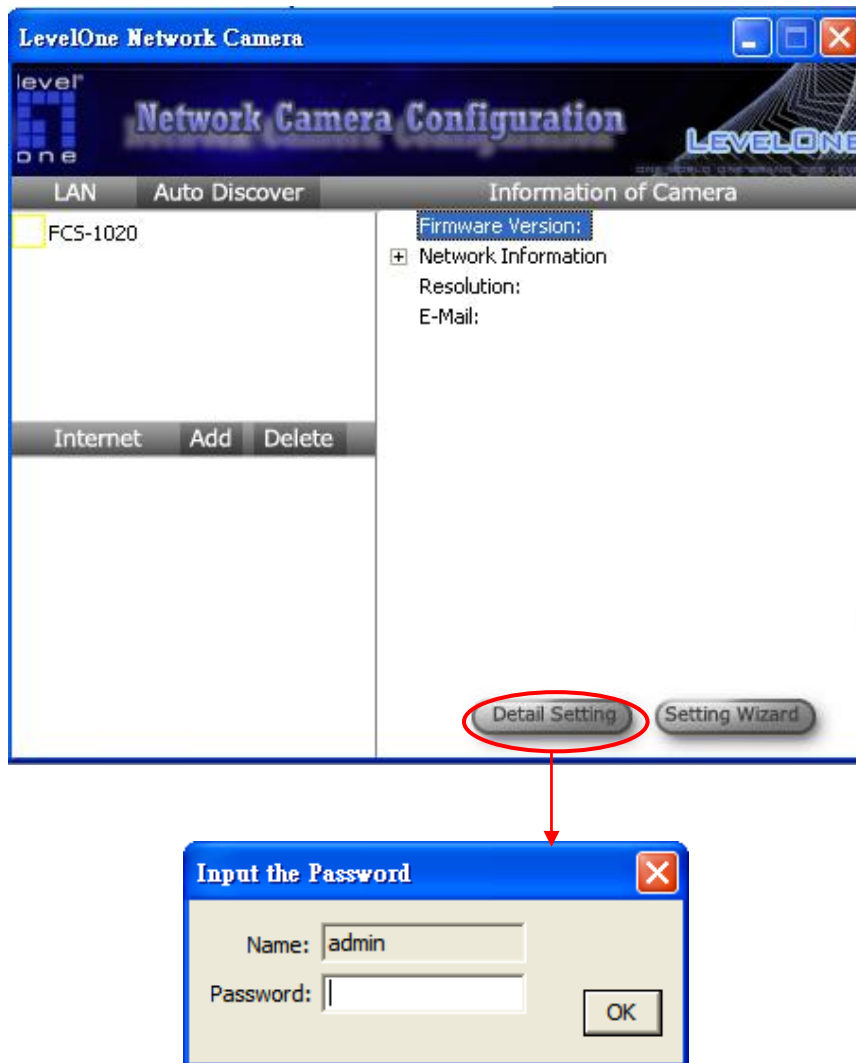 LevelOne Network Camera
level
one
Network Camera Configuration
LEVELONE
LAN Auto Discover Information of Camera
FCS-1020
Firmware Version:
Network Information
Resolution:
E-Mail:
Internet Add Delete
Detail Setting Setting Wizard
Input the Password
Name: admin
Password:
OK